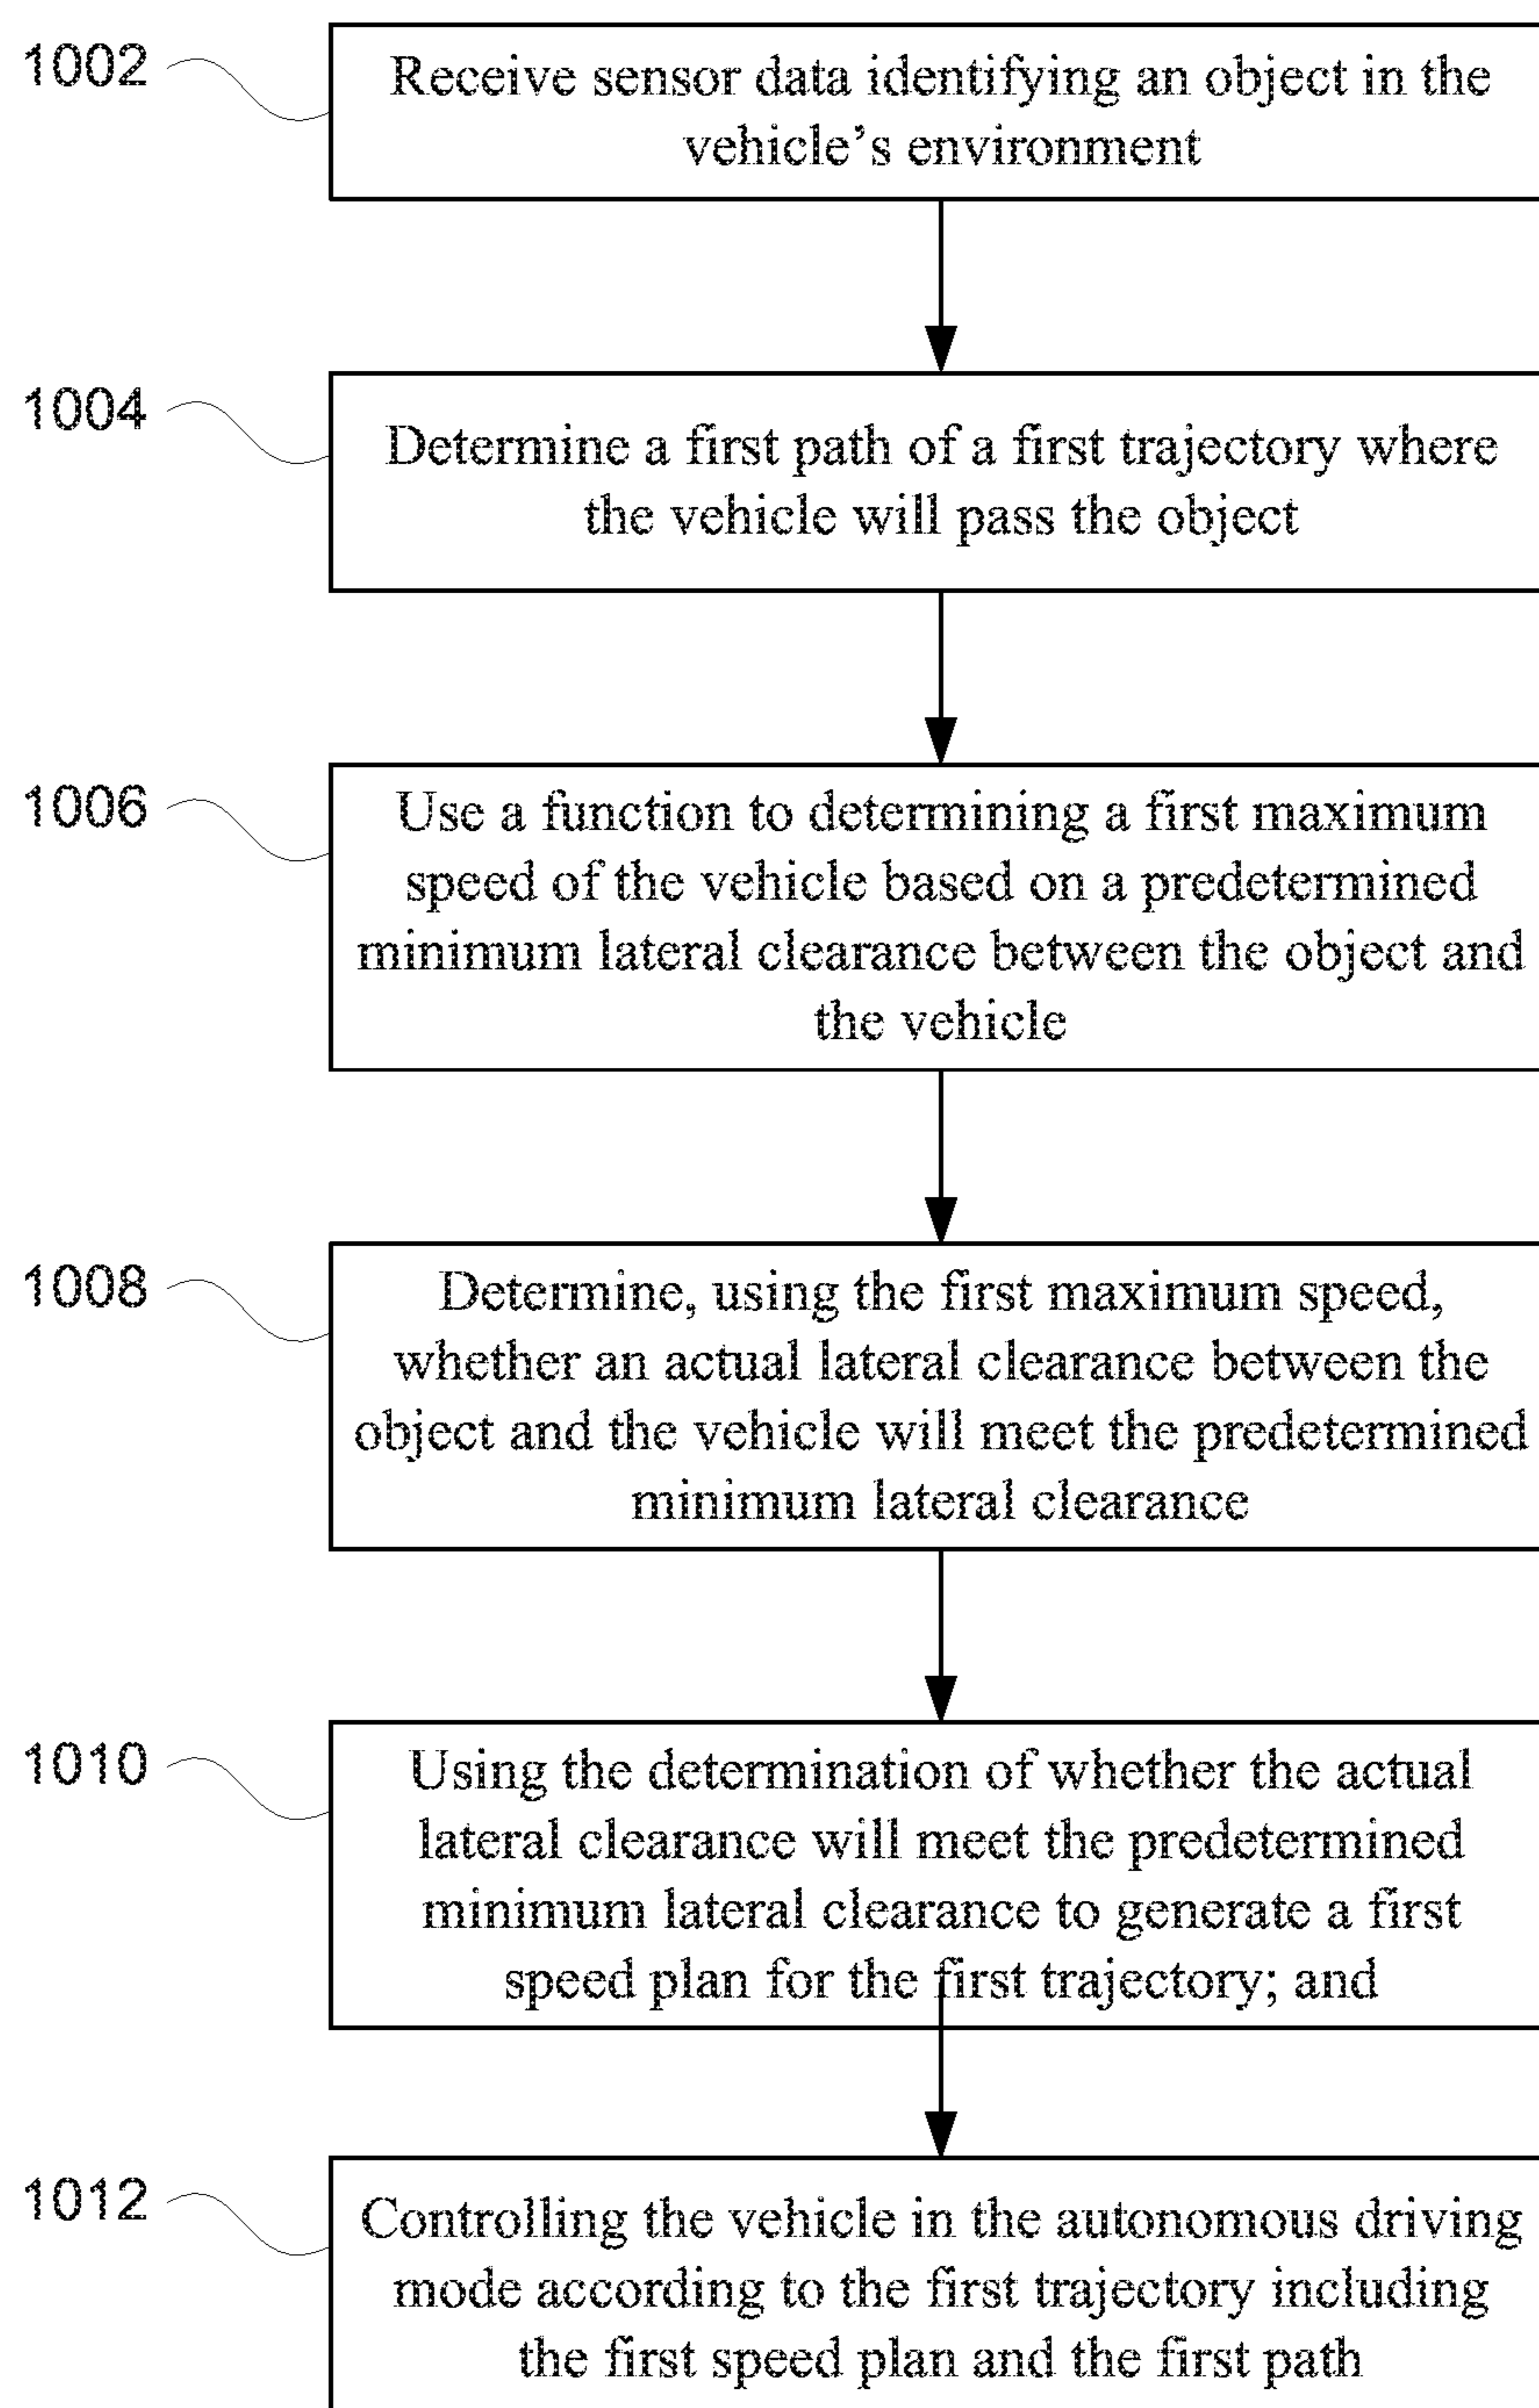 1002
Receive sensor data identifying an object in the
vehicle's environment
1004
Determine a first path of a first trajectory where
the vehicle will pass the object
1006
Use a function to determining a first maximum
speed of the vehicle based on a predetermined
minimum lateral clearance between the object and
the vehicle
1008
Determine, using the first maximum speed,
whether an actual lateral clearance between the
object and the vehicle will meet the predetermined
minimum lateral clearance
1010
Using the determination of whether the actual
lateral clearance will meet the predetermined
minimum lateral clearance to generate a first
speed plan for the first trajectory; and
1012
Controlling the vehicle in the autonomous driving
mode according to the first trajectory including
the first speed plan and the first path